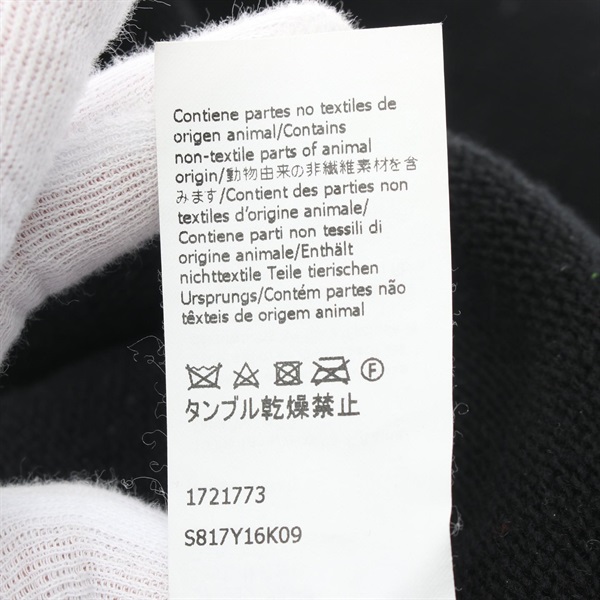 Contiene partes no textiles de
origen animal/Contains
non-textile parts of animal
origin/動物由来の非繊維素材を含
みます/Contient des parties non
textiles d'origine animale/
Contiene parti non tessili di
origine animale/Enthält
nichttextile Teile tierischen
Ursprungs/Contém partes não
têxteis de origem animal
F
タンブル乾燥禁止
1721773
S817Y16K09